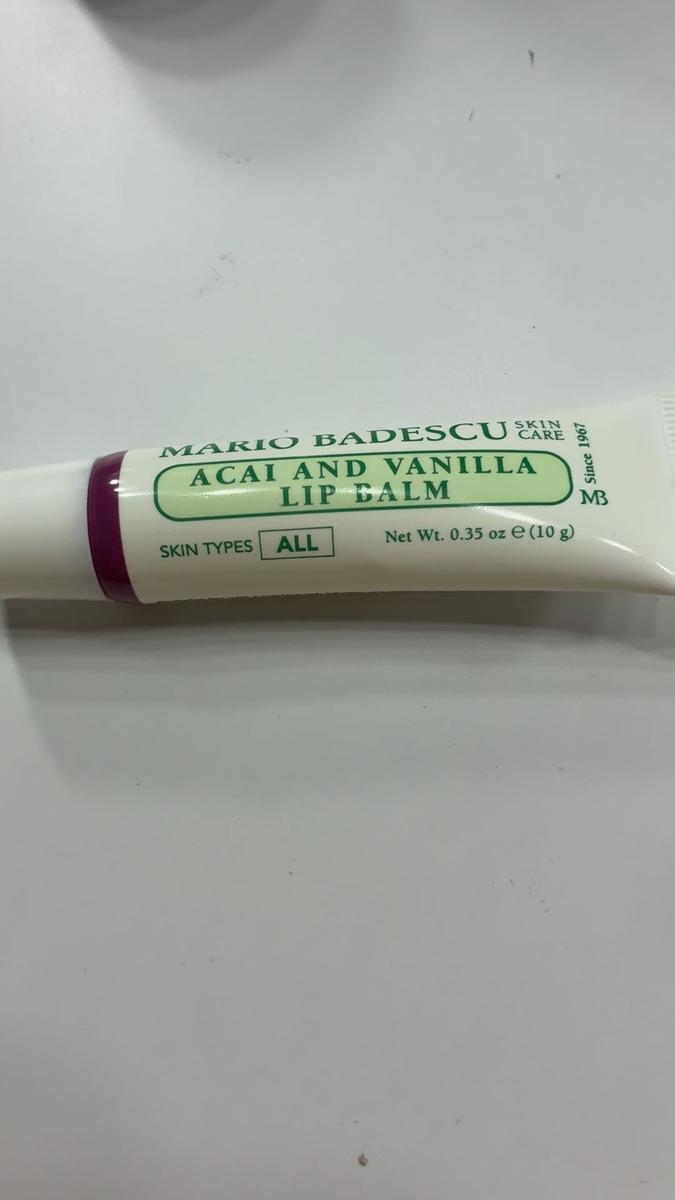 MARIO BADESCU SKIN CARE
ACAI AND VANILLA
LIP BALM
SKIN TYPES ALL
Net Wt. 0.35 oz e (10 g)
Since 1967
MB